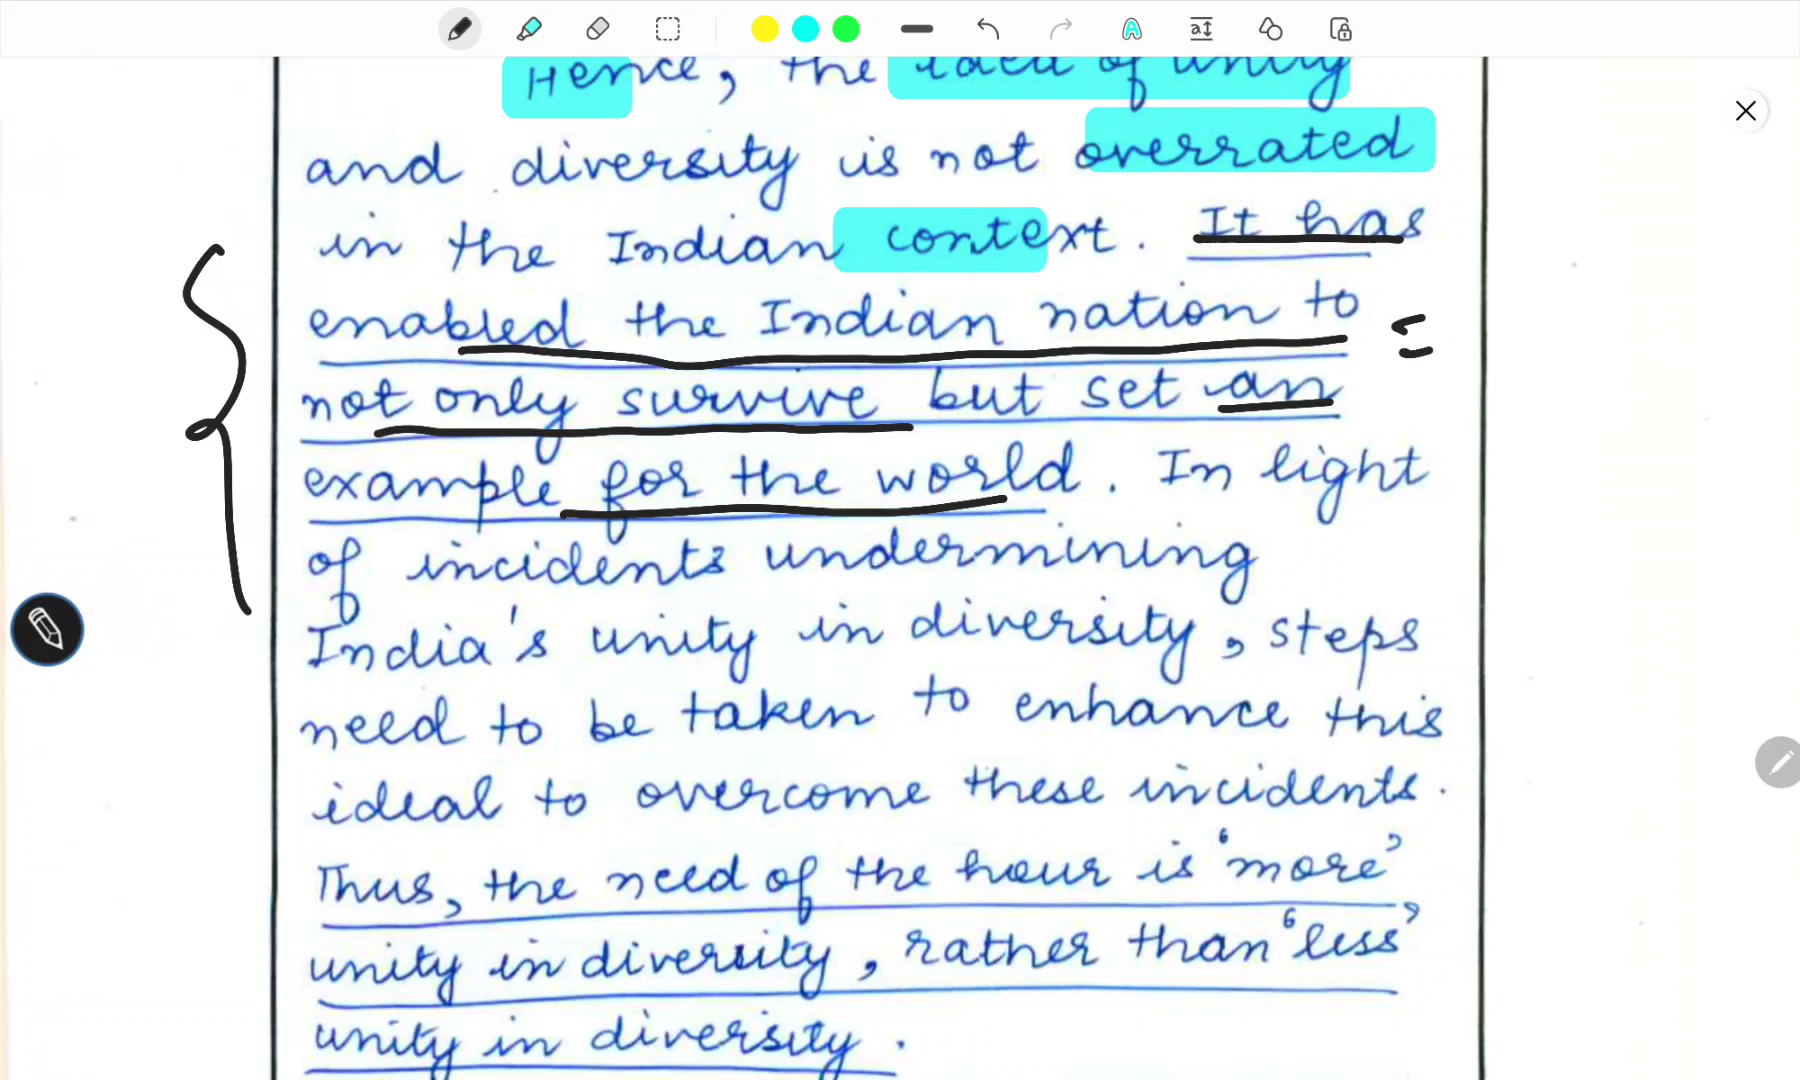 Hence, the idea of unity
and diversity is not overrated
in the Indian context. It has
enabled the Indian nation to
not only survive but set an
example for the world. In light
of incidents undermining
India's unity in diversity, steps
need to be taken to enhance this
ideal to overcome these incidents.
Thus, the need of the hour is 'more'
unity in diversity, rather than 'less'
unity in diversity.